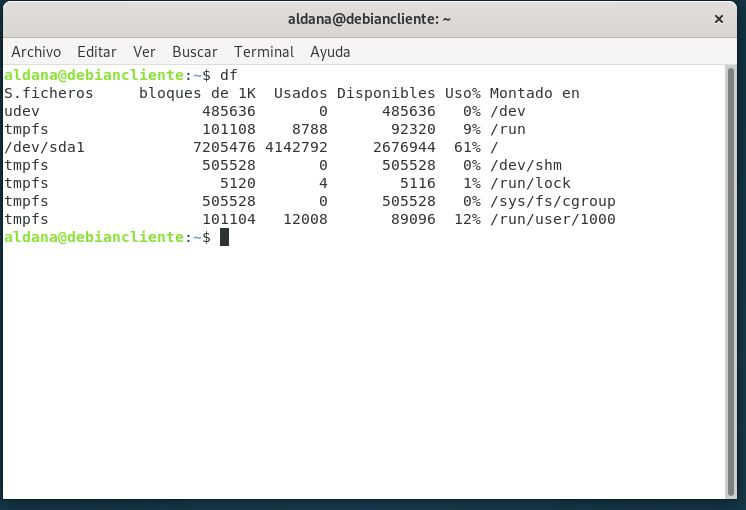 aldana@debiancliente: ~
Archivo Editar Ver Buscar Terminal Ayuda
aldana@debiancliente:~$ df
S.ficheros     bloques de 1K  Usados Disponibles Uso% Montado en
udev                  485636       0      485636   0% /dev
tmpfs                 101108    8788       92320   9% /run
/dev/sda1            7205476 4142792     2676944  61% /
tmpfs                 505528       0      505528   0% /dev/shm
tmpfs                   5120       4        5116   1% /run/lock
tmpfs                 505528       0      505528   0% /sys/fs/cgroup
tmpfs                 101104   12008       89096  12% /run/user/1000
aldana@debiancliente:~$